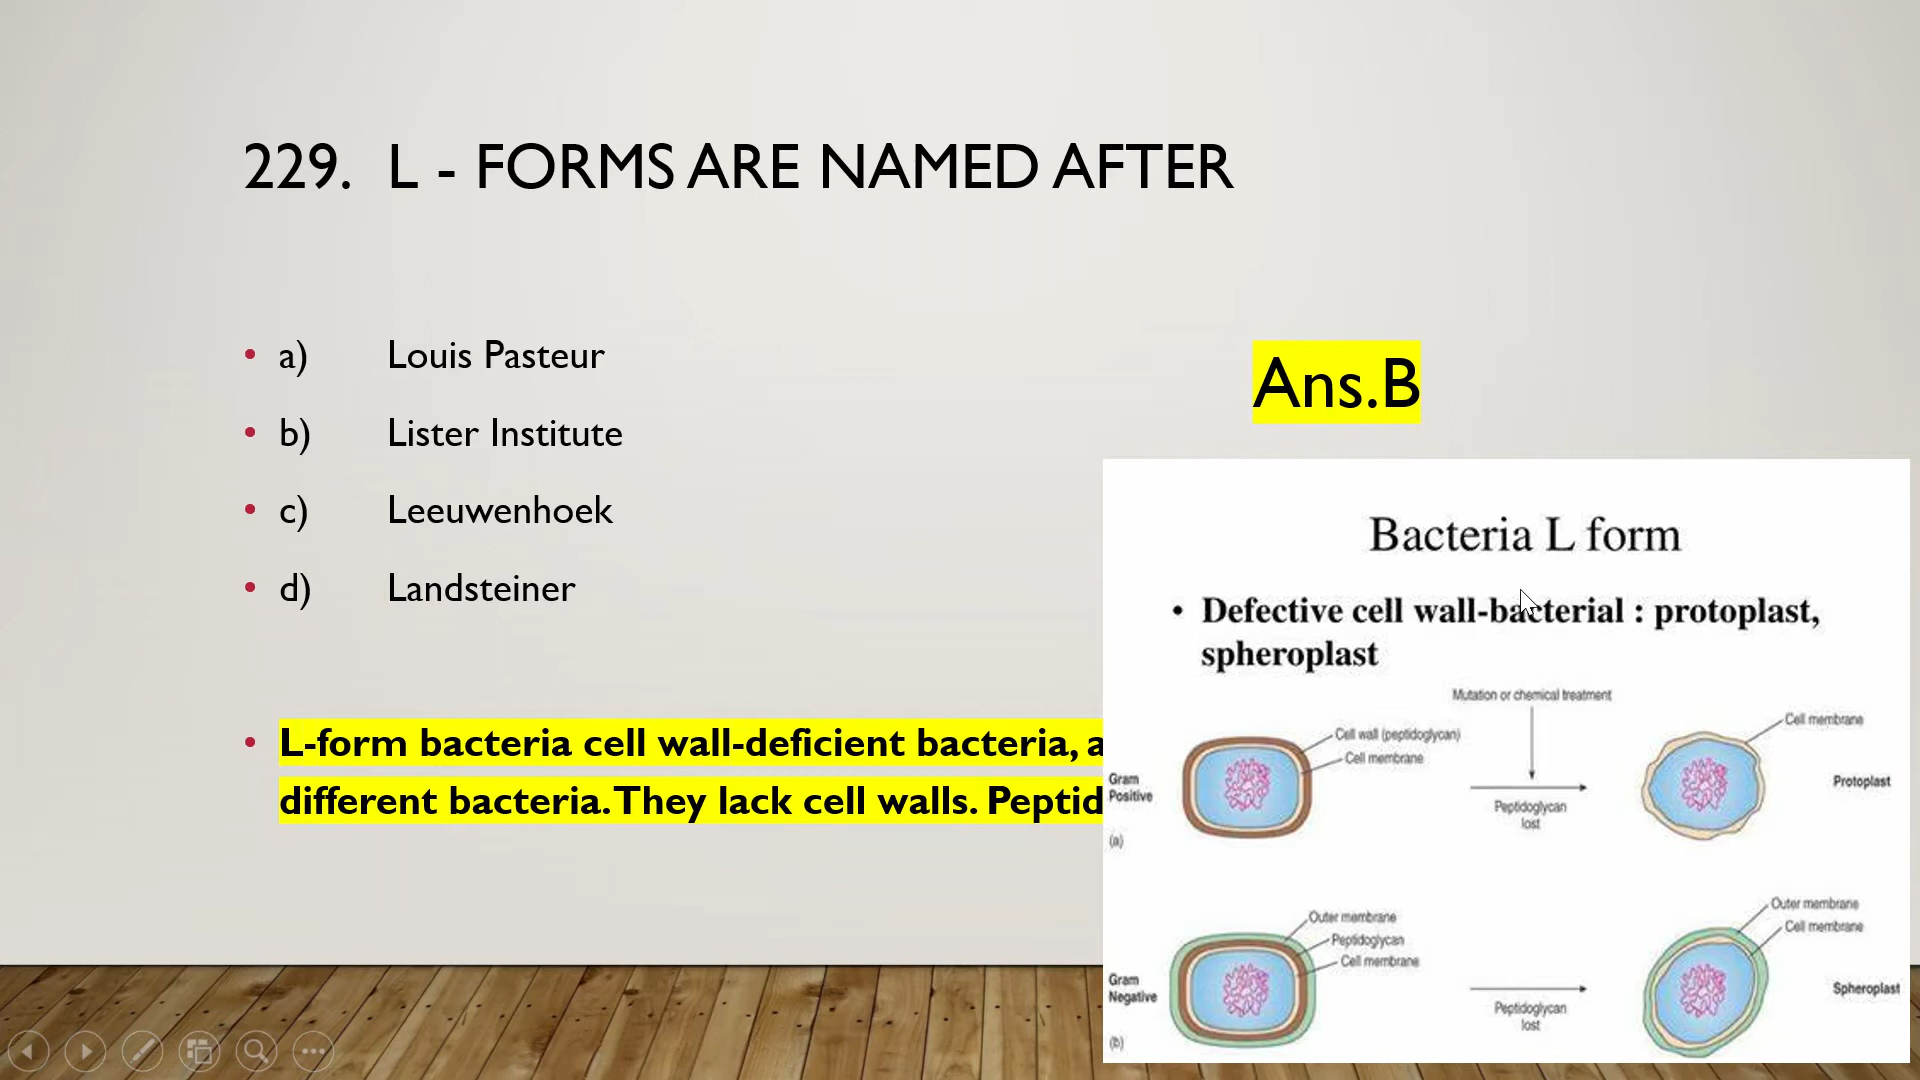 229. L - FORMS ARE NAMED AFTER
• a) Louis Pasteur
• b) Lister Institute
• c) Leeuwenhoek
• d) Landsteiner
Ans.B
• L-form bacteria cell wall-deficient bacteria, a
different bacteria. They lack cell walls. Peptid
Bacteria L form
• Defective cell wall-bacterial : protoplast,
spheroplast
Mutation or chemical treatment
Cell wall (peptidoglycan)
Cell membrane
Gram
Positive
(a)
Peptidoglycan
lost
Cell membrane
Protoplast
Outer membrane
Peptidoglycan
Cell membrane
Gram
Negative
(b)
Peptidoglycan
lost
Outer membrane
Cell membrane
Spheroplast